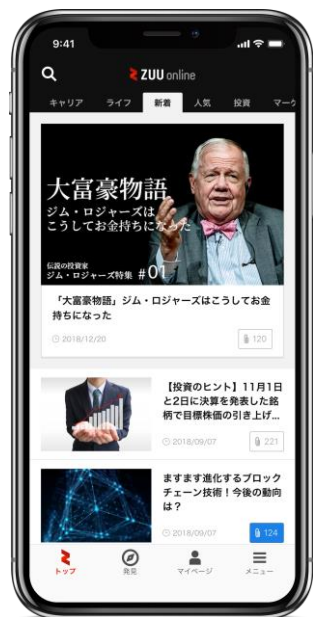 9:41
ZUU online
キャリア ライフ 新着 人気 投資 マーケ
大富豪物語
ジム・ロジャーズは
こうしてお金持ちになった
伝説の投資家
ジム・ロジャーズ特集 #01
「大富豪物語」ジム・ロジャーズはこうしてお金
持ちになった
2018/12/20 120
【投資のヒント】11月1日
と2日に決算を発表した銘
柄で目標株価の引き上げ...
2018/09/07 221
ますます進化するブロック
チェーン技術！今後の動向
は？
2018/09/07 124
トップ 発見 マイページ メニュー